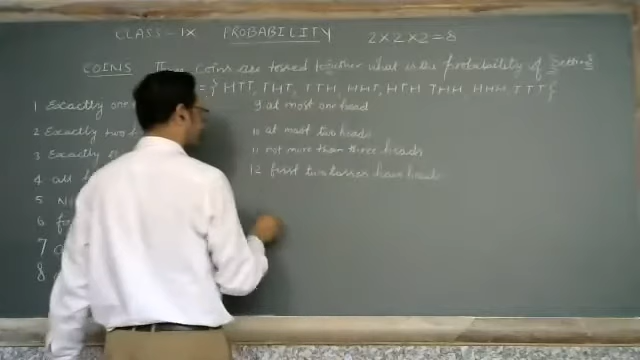 CLASS - IX PROBABILITY 2×2×2=8
COINS Three coins are tossed together what is the probability of getting
= { HTT, THT, TTH, HHT, HTH, THH, HHH, TTT }
1 Exactly one
2 Exactly two
3 Exactly
4 all
5 N
6 f
7
8
9 at most one head
10 at most two heads
11 not more than three heads
12 first two tosses have heads